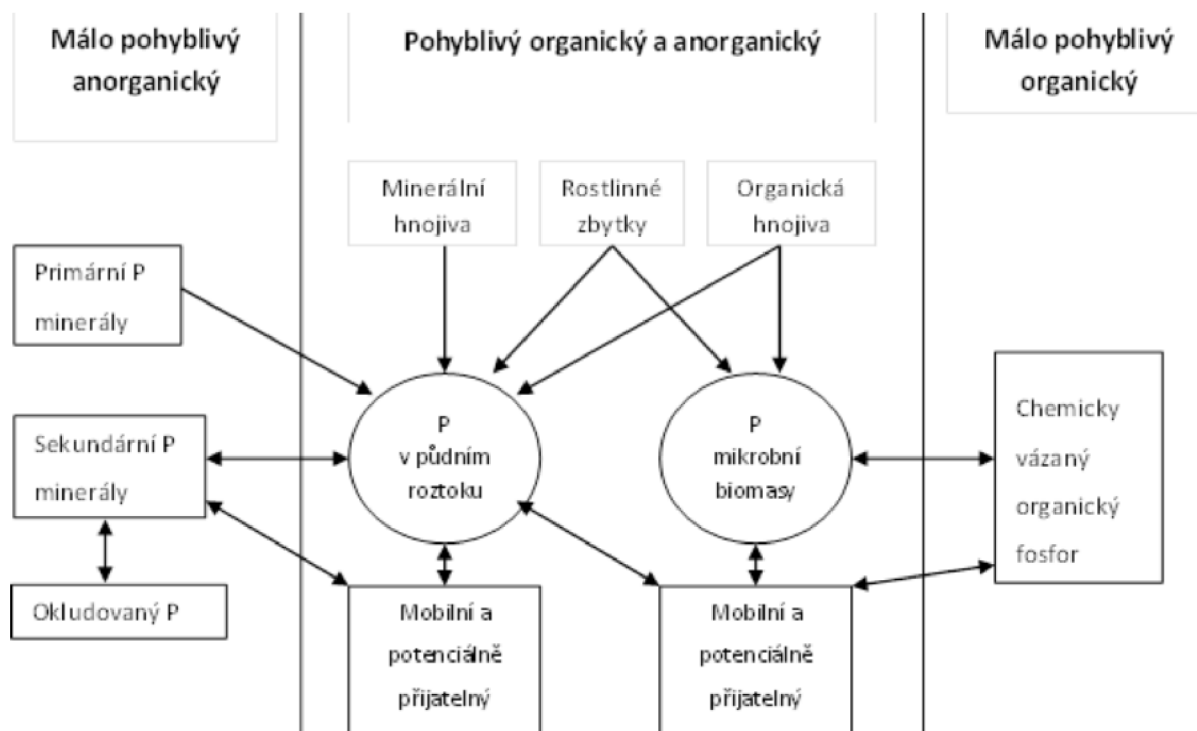 Málo pohyblivý
anorganický
Pohyblivý organický a anorganický
Málo pohyblivý
organický
Minerální
hnojiva
Rostlinné
zbytky
Organická
hnojiva
Primární P
minerály
Sekundární P
minerály
Okludovaný P
P
v půdním
roztoku
P
mikrobní
biomasy
Chemicky
vázaný
organický
fosfor
Mobilní a
potenciálně
přijatelný
Mobilní a
potenciálně
přijatelný